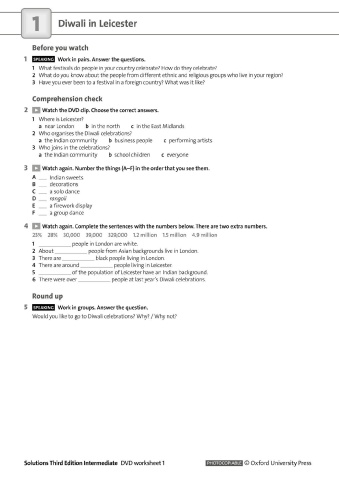 1 Diwali in Leicester
Before you watch
1 SPEAKING Work in pairs. Answer the questions.
1 What festivals do people in your country celebrate? How do they celebrate?
2 What do you know about the people from different ethnic and religious groups who live in your region?
3 Have you ever been to a festival in a foreign country? What was it like?
Comprehension check
2 Watch the DVD clip. Choose the correct answers.
1 Where is Leicester?
a near London b in the north c in the East Midlands
2 Who organises the Diwali celebrations?
a the Indian community b business people c performing artists
3 Who joins in the celebrations?
a the Indian community b school children c everyone
3 Watch again. Number the things (A–F) in the order that you see them.
A ___ Indian sweets
B ___ decorations
C ___ a solo dance
D ___ rangoli
E ___ a firework display
F ___ a group dance
4 Watch again. Complete the sentences with the numbers below. There are two extra numbers.
25% 28% 30,000 39,000 329,000 1.2 million 1.5 million 4.9 million
1 __________ people in London are white.
2 About __________ people from Asian backgrounds live in London.
3 There are __________ black people living in London.
4 There are around __________ people living in Leicester.
5 __________ of the population of Leicester have an Indian background.
6 There were over __________ people at last year's Diwali celebrations.
Round up
5 SPEAKING Work in groups. Answer the question.
Would you like to go to Diwali celebrations? Why? / Why not?
Solutions Third Edition Intermediate DVD worksheet 1 PHOTOCOPIABLE © Oxford University Press